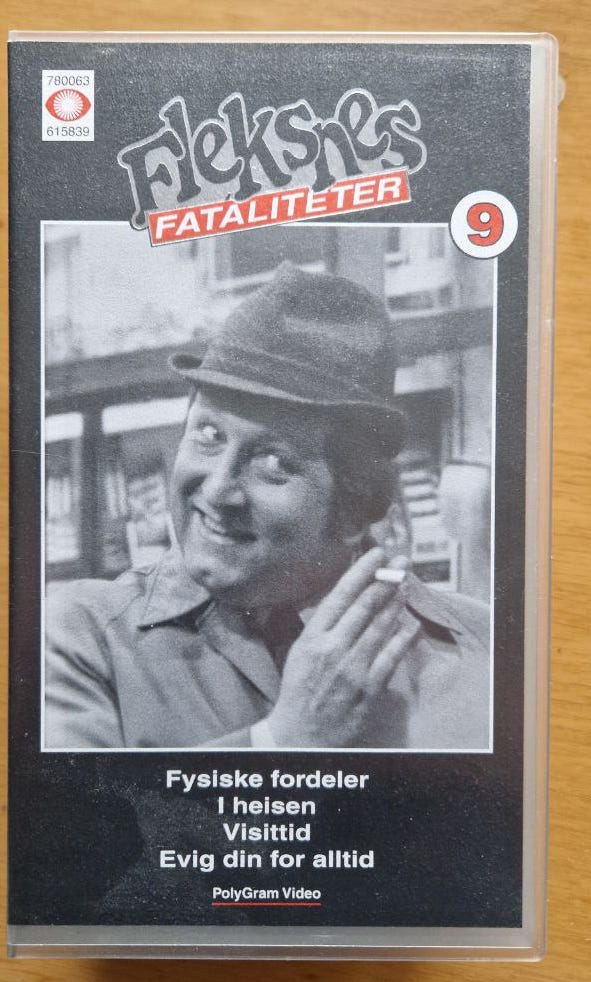 780063
615839
Fleksnes
FATALITETER
9
Fysiske fordeler
I heisen
Visittid
Evig din for alltid
PolyGram Video